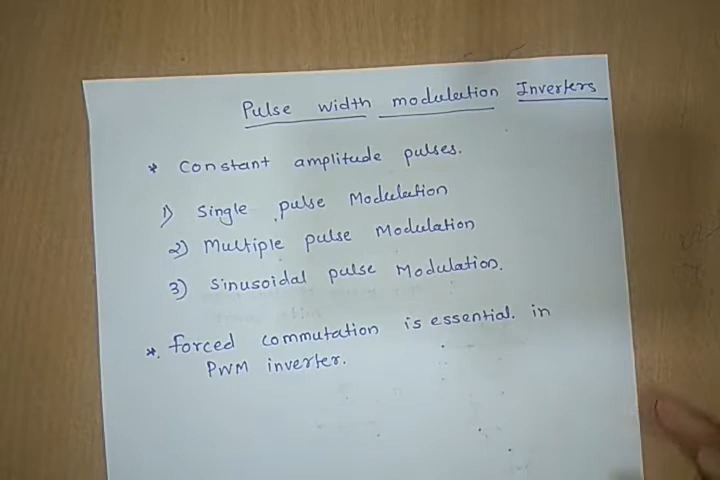 Pulse width modulation Inverters
* Constant amplitude pulses.
1) Single pulse Modulation
2) Multiple pulse Modulation
3) Sinusoidal pulse Modulation.
*. forced commutation is essential. in
PWM inverter.